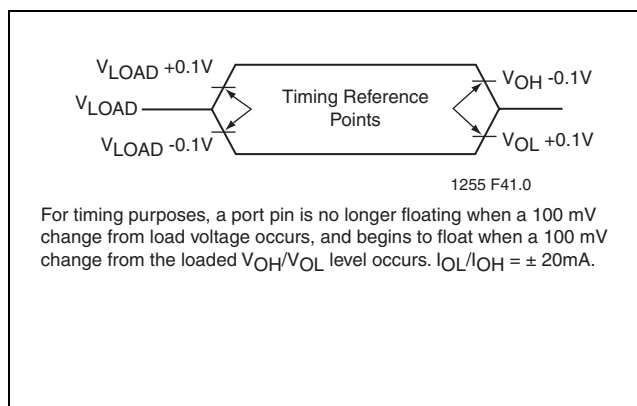 VLOAD +0.1V
VLOAD
VLOAD -0.1V
Timing Reference
Points
VOH -0.1V
VOL +0.1V
1255 F41.0
For timing purposes, a port pin is no longer floating when a 100 mV
change from load voltage occurs, and begins to float when a 100 mV
change from the loaded VOH/VOL level occurs. IOL/IOH = ± 20mA.